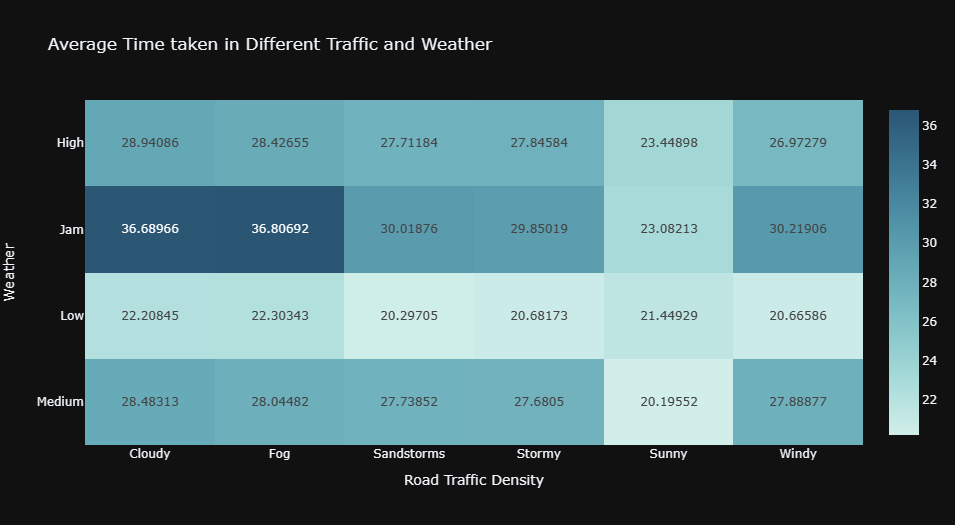 Average Time taken in Different Traffic and Weather
High 28.94086 28.42655 27.71184 27.84584 23.44898 26.97279
Jam 36.68966 36.80692 30.01876 29.85019 23.08213 30.21906
Low 22.20845 22.30343 20.29705 20.68173 21.44929 20.66586
Medium 28.48313 28.04482 27.73852 27.6805 20.19552 27.88877
Cloudy Fog Sandstorms Stormy Sunny Windy
Road Traffic Density
Weather
36
34
32
30
28
26
24
22